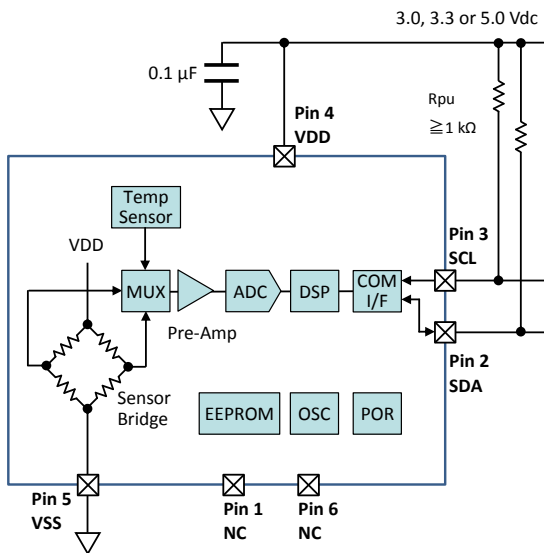 3.0, 3.3 or 5.0 Vdc
0.1 µF
Rpu
≧1 kΩ
Pin 4
VDD
Temp
Sensor
Pin 3
SCL
VDD
MUX
ADC
DSP
COM
I/F
Pre-Amp
Pin 2
SDA
Sensor
Bridge
EEPROM
OSC
POR
Pin 5
VSS
Pin 1
NC
Pin 6
NC